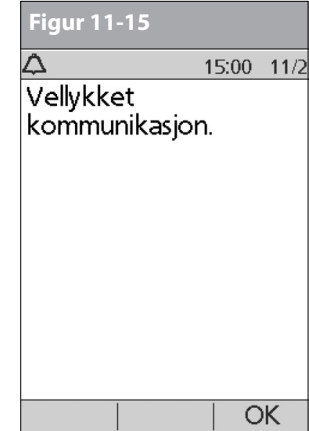 Figur 11-15
15:00 11/2
Vellykket
kommunikasjon.
OK